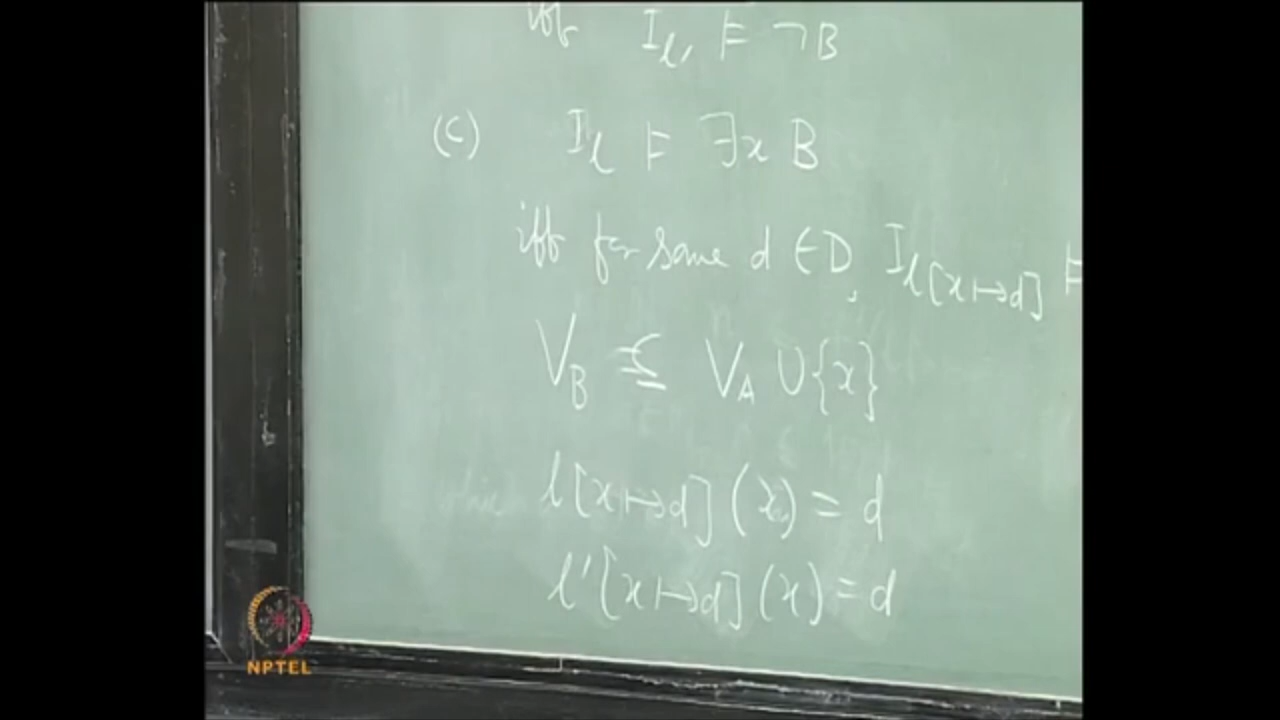 iff I_l' ⊨ ¬B
(c) I_l ⊨ ∃x B
iff for some d ∈ D, I_l[x↦d] ⊨
V_B ⊆ V_A ∪ {x}
l[x↦d] (x) = d
l'[x↦d] (x) = d
NPTEL